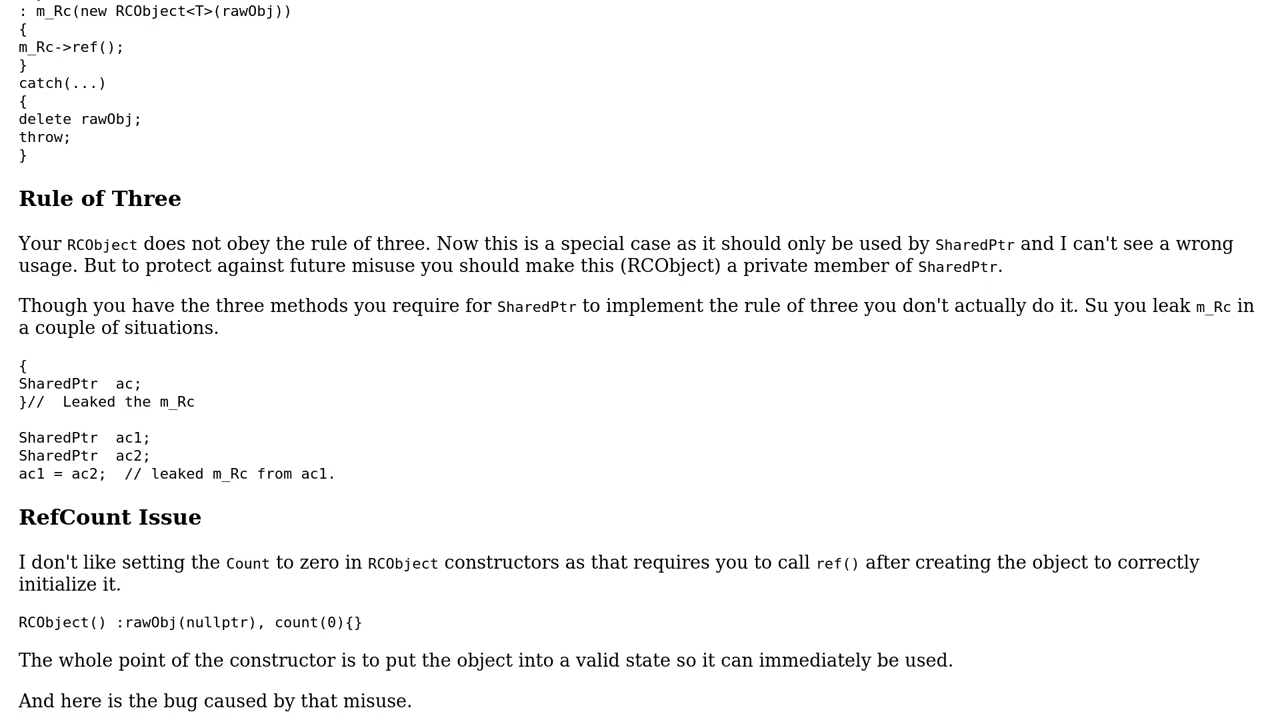 : m_Rc(new RCObject<T>(rawObj))
{
m_Rc->ref();
}
catch(...)
{
delete rawObj;
throw;
}
Rule of Three
Your RCObject does not obey the rule of three. Now this is a special case as it should only be used by SharedPtr and I can't see a wrong
usage. But to protect against future misuse you should make this (RCObject) a private member of SharedPtr.
Though you have the three methods you require for SharedPtr to implement the rule of three you don't actually do it. Su you leak m_Rc in
a couple of situations.
{
SharedPtr  ac;
}//  Leaked the m_Rc
SharedPtr  ac1;
SharedPtr  ac2;
ac1 = ac2;  // leaked m_Rc from ac1.
RefCount Issue
I don't like setting the Count to zero in RCObject constructors as that requires you to call ref() after creating the object to correctly
initialize it.
RCObject() :rawObj(nullptr), count(0){}
The whole point of the constructor is to put the object into a valid state so it can immediately be used.
And here is the bug caused by that misuse.